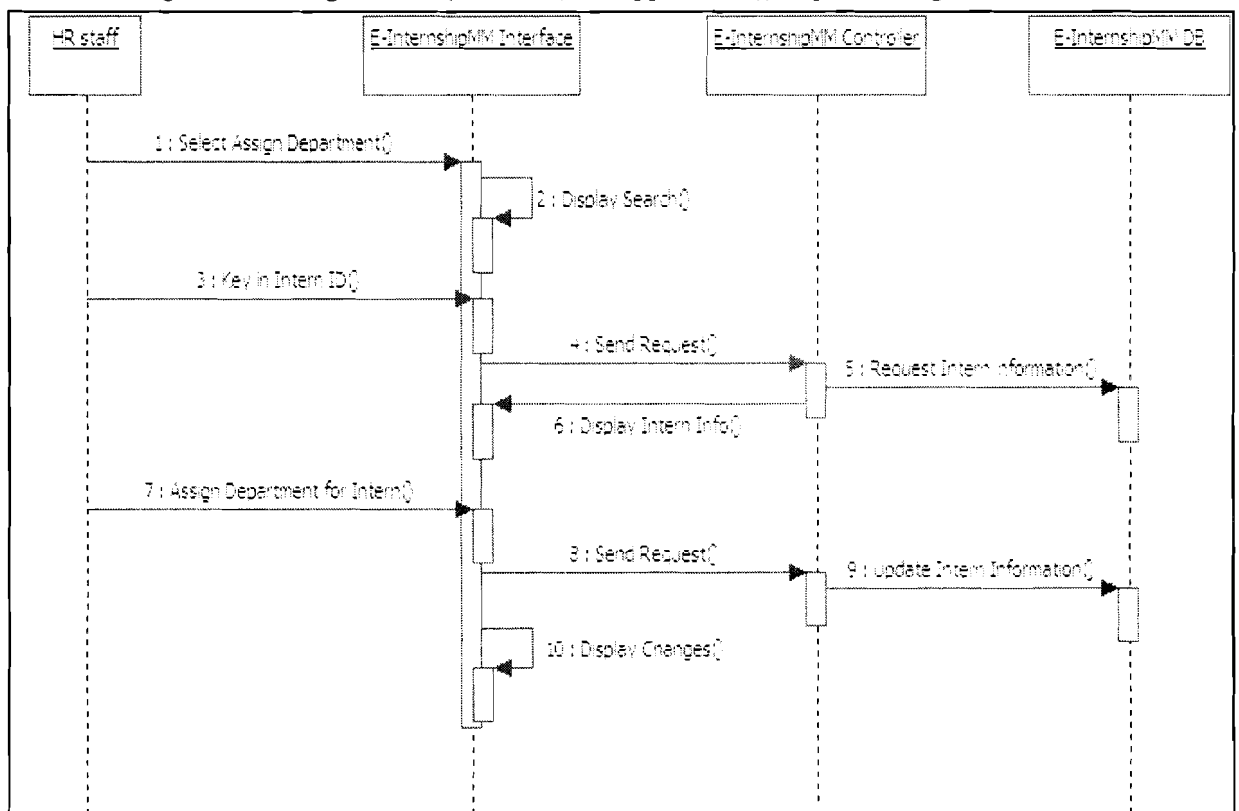 HR staff
E-InternshipMM Interface
E-InternshipMM Controler
E-InternshipMM DB
1 : Select Assign Department()
2 : Display Search()
3 : Key in Intern ID()
4 : Send Request()
5 : Request Intern Information()
6 : Display Intern Info()
7 : Assign Department for Intern()
8 : Send Request()
9 : Update Intern Information()
10 : Display Changes()